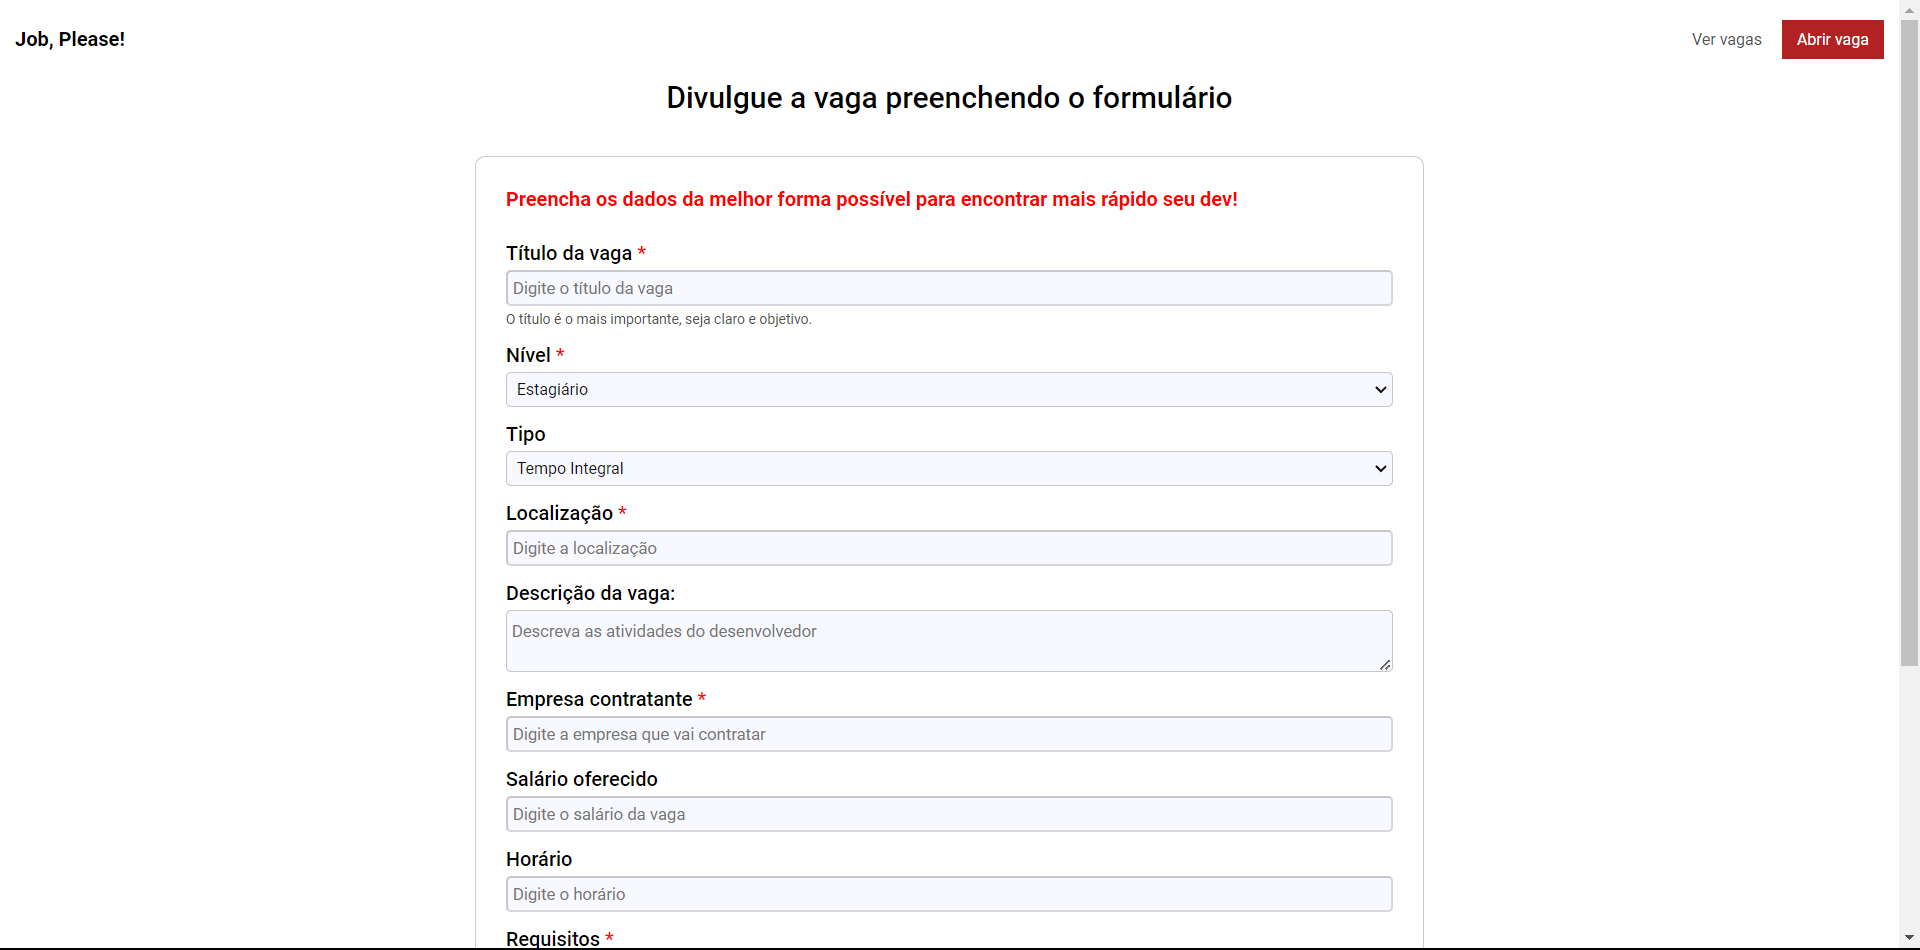 Job, Please!
Ver vagas
Abrir vaga
Divulgue a vaga preenchendo o formulário
Preencha os dados da melhor forma possível para encontrar mais rápido seu dev!
Título da vaga *
Digite o título da vaga
O título é o mais importante, seja claro e objetivo.
Nível *
Estagiário
Tipo
Tempo Integral
Localização *
Digite a localização
Descrição da vaga:
Descreva as atividades do desenvolvedor
Empresa contratante *
Digite a empresa que vai contratar
Salário oferecido
Digite o salário da vaga
Horário
Digite o horário
Requisitos *